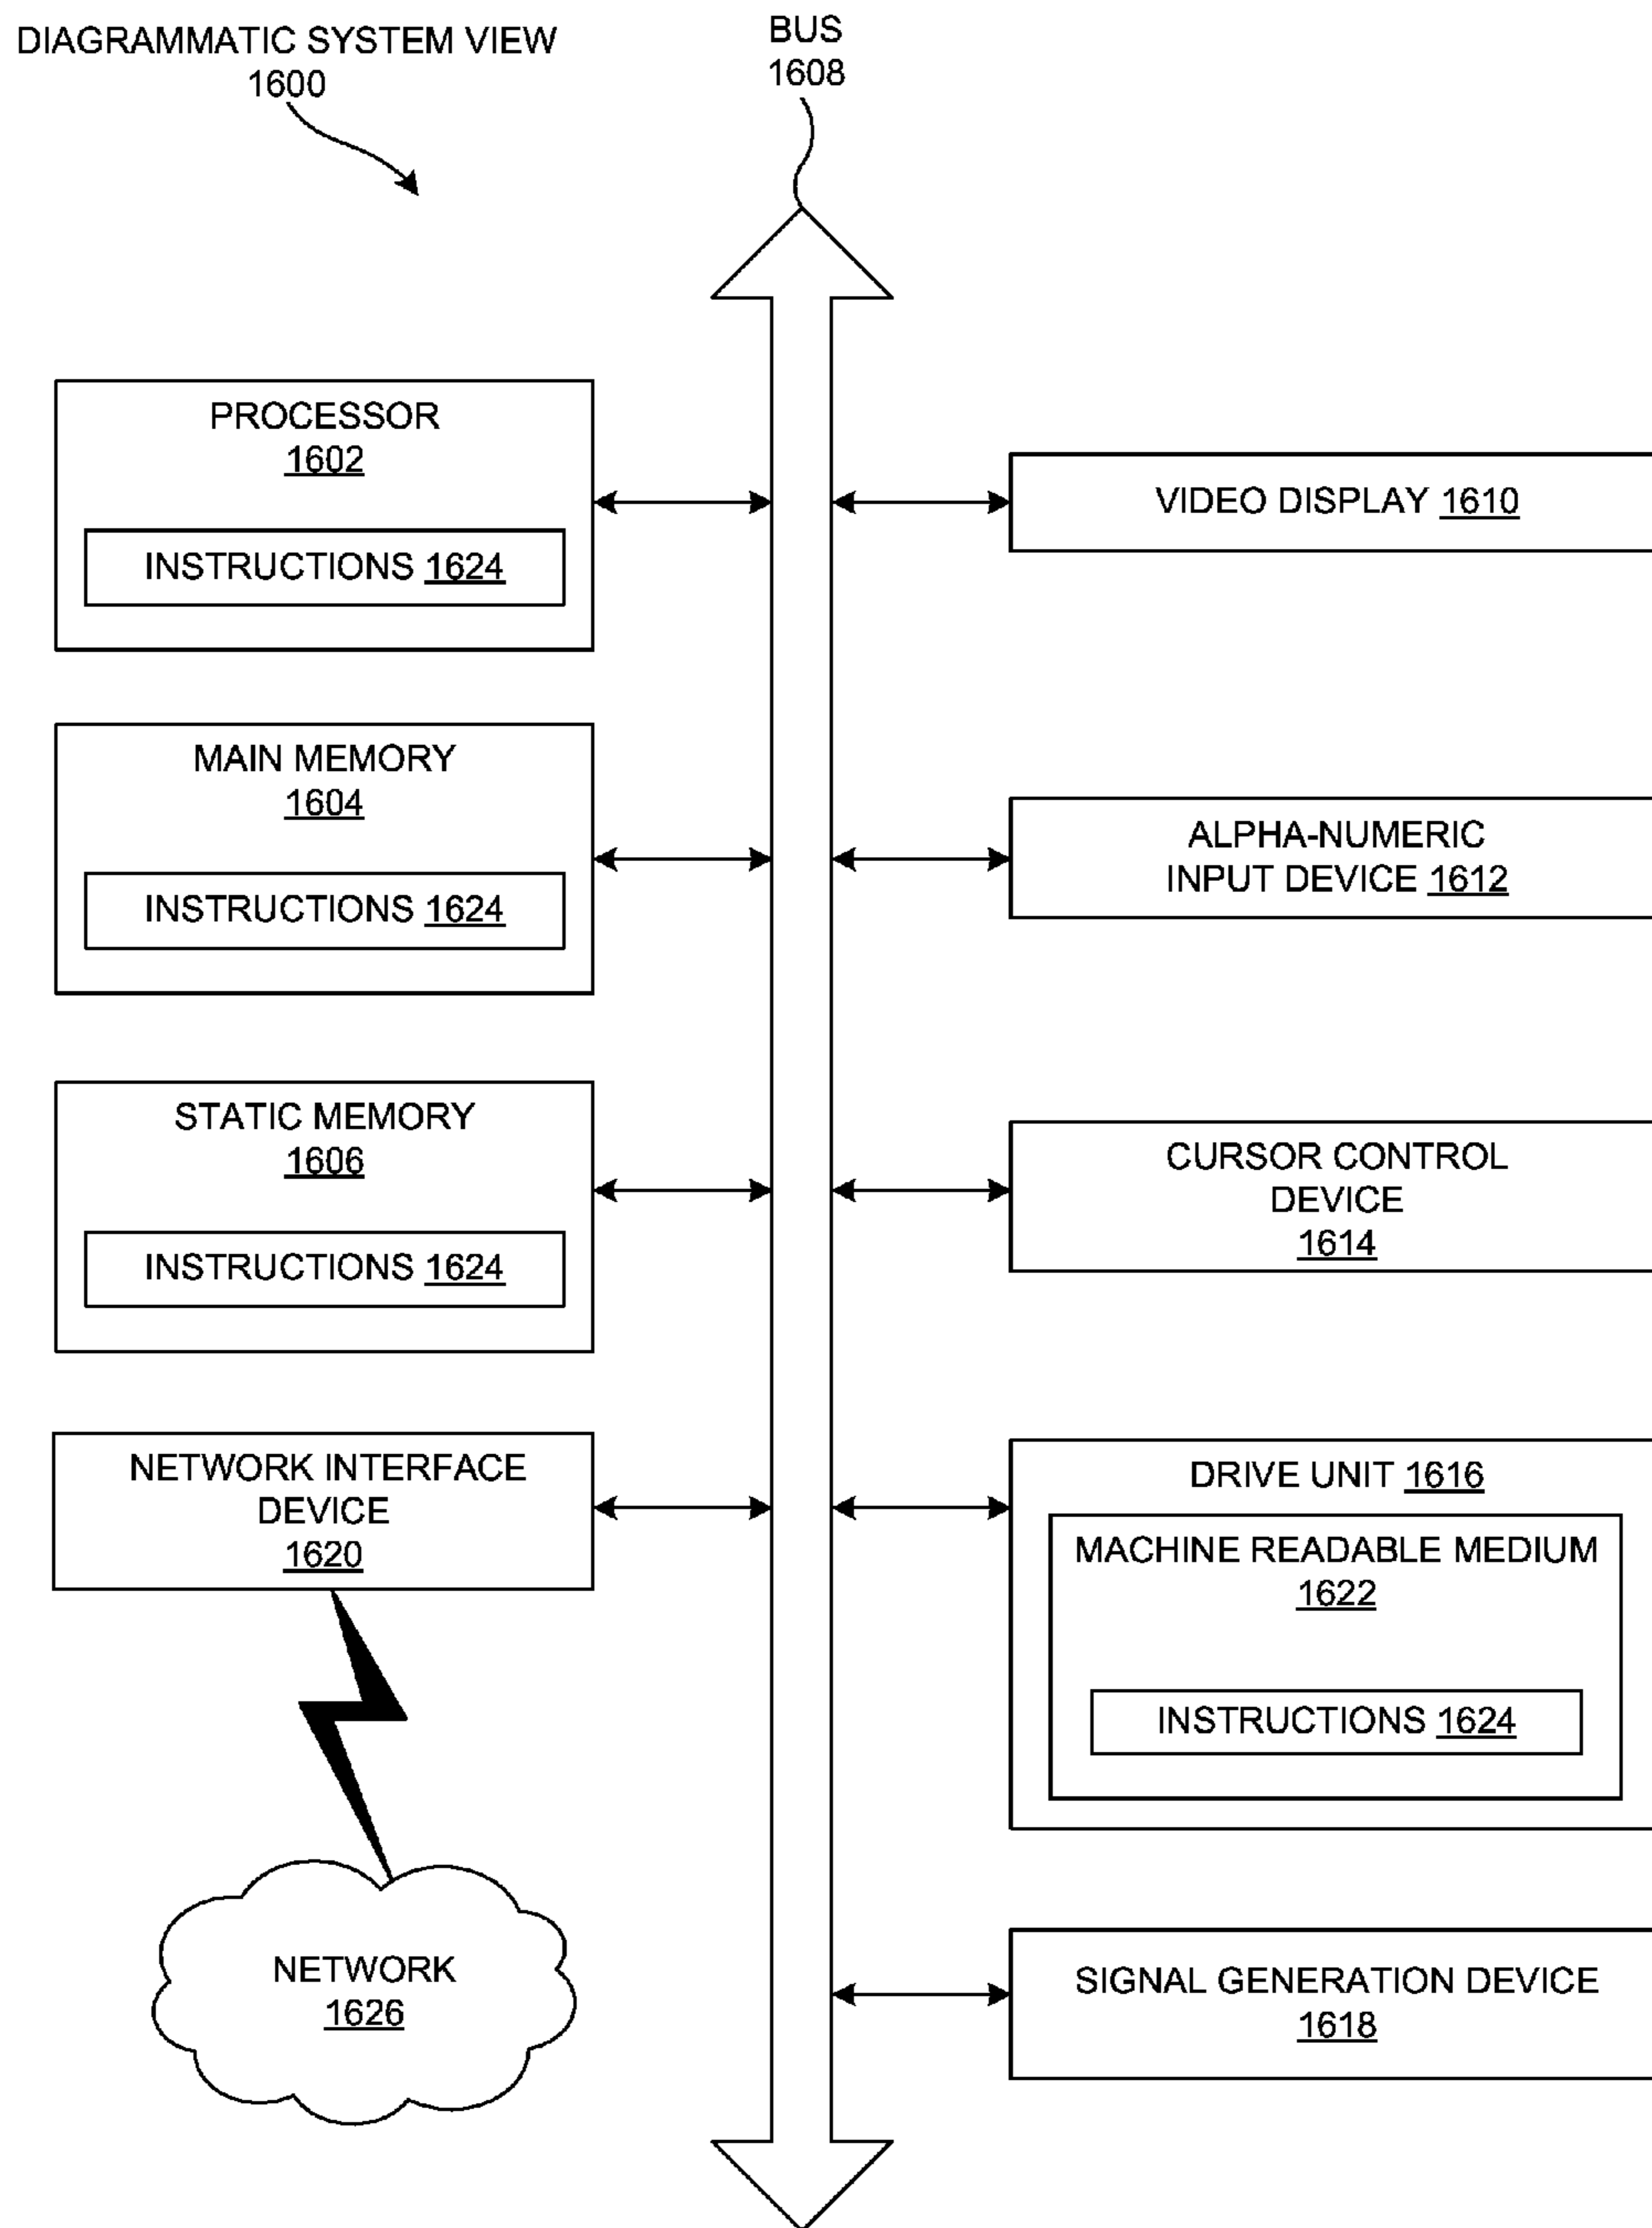 DIAGRAMMATIC SYSTEM VIEW
1600
BUS
1608
PROCESSOR
1602
INSTRUCTIONS 1624
MAIN MEMORY
1604
INSTRUCTIONS 1624
STATIC MEMORY
1606
INSTRUCTIONS 1624
NETWORK INTERFACE
DEVICE
1620
NETWORK
1626
VIDEO DISPLAY 1610
ALPHA-NUMERIC
INPUT DEVICE 1612
CURSOR CONTROL
DEVICE
1614
DRIVE UNIT 1616
MACHINE READABLE MEDIUM
1622
INSTRUCTIONS 1624
SIGNAL GENERATION DEVICE
1618